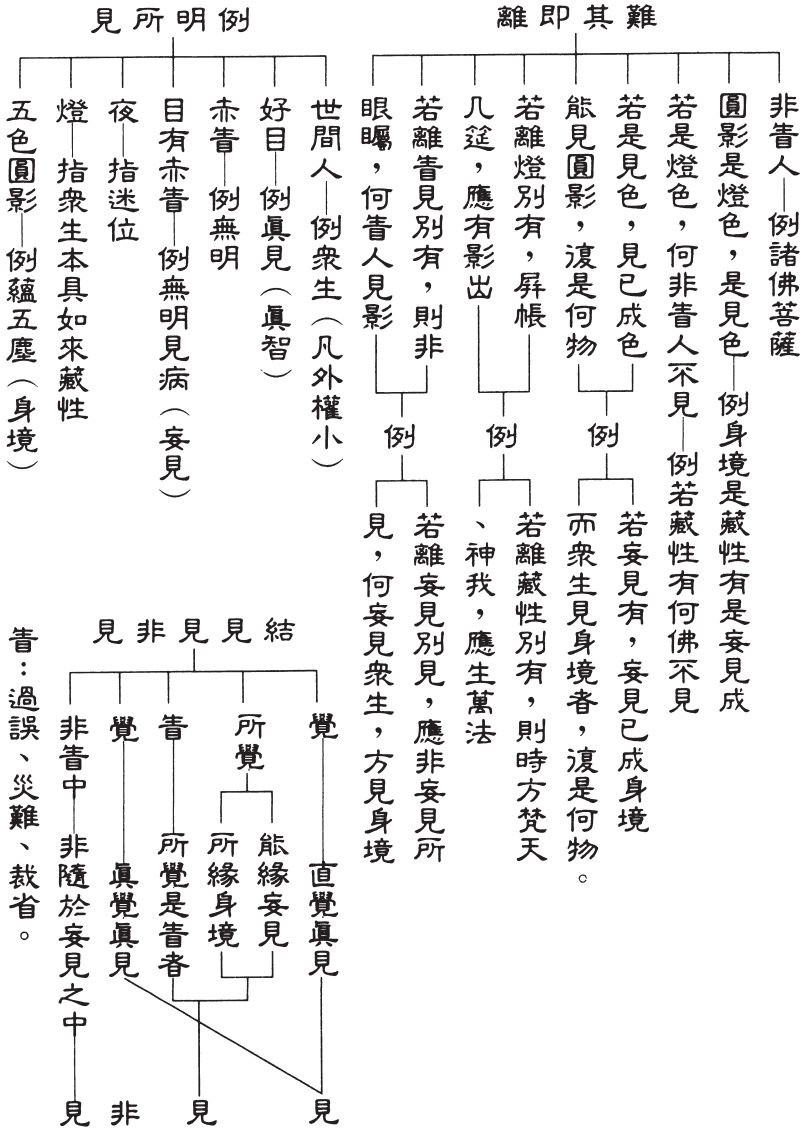 難其即離
非眚人—例諸佛菩薩
圓影是燈色,是見色—例身境是藏性有是妄見成
若是燈色,何非眚人不見—例若藏性有何佛不見
若是見色,見已成色
能見圓影,復是何物
例
若妄見有,妄見已成身境
而衆生見身境者,復是何物。
若離燈別有,屛帳
几筵,應有影出
例
若離藏性別有,則時方梵天
、神我,應生萬法
若離眚見別有,則非
眼矚,何眚人見影
例
若離妄見別見,應非妄見所
見,何妄見衆生,方見身境
例明所見
世間人—例衆生(凡外權小)
好目—例眞見(眞智)
赤眚—例無明
目有赤眚—例無明見病(妄見)
夜—指迷位
燈—指衆生本具如來藏性
五色圓影—例蘊五塵(身境)
結見見非見
覺
直覺眞見
見
所覺
能緣妄見
所緣身境
眚
所覺是眚者
見
覺
眞覺眞見
非
非眚中
非隨於妄見之中
見
眚:過誤、災難、裁省。